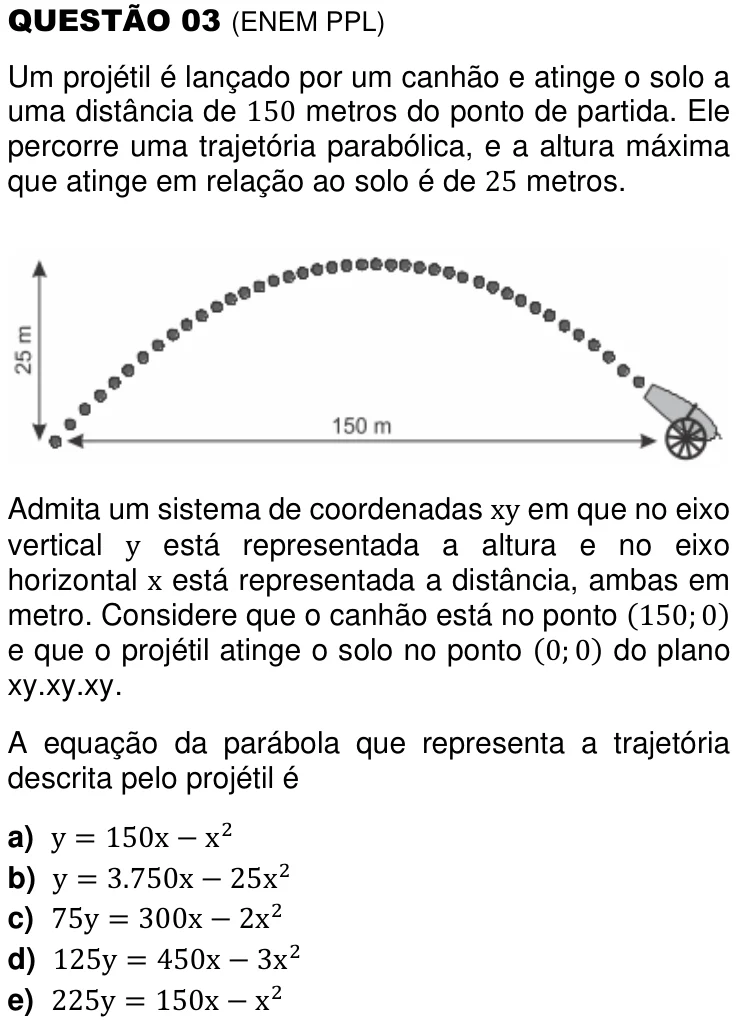 QUESTÃO 03 (ENEM PPL)
Um projétil é lançado por um canhão e atinge o solo a
uma distância de 150 metros do ponto de partida. Ele
percorre uma trajetória parabólica, e a altura máxima
que atinge em relação ao solo é de 25 metros.
25 m
150 m
Admita um sistema de coordenadas xy em que no eixo
vertical y está representada a altura e no eixo
horizontal x está representada a distância, ambas em
metro. Considere que o canhão está no ponto (150; 0)
e que o projétil atinge o solo no ponto (0; 0) do plano
xy.xy.xy.
A equação da parábola que representa a trajetória
descrita pelo projétil é
a) y = 150x − x²
b) y = 3.750x − 25x²
c) 75y = 300x − 2x²
d) 125y = 450x − 3x²
e) 225y = 150x − x²